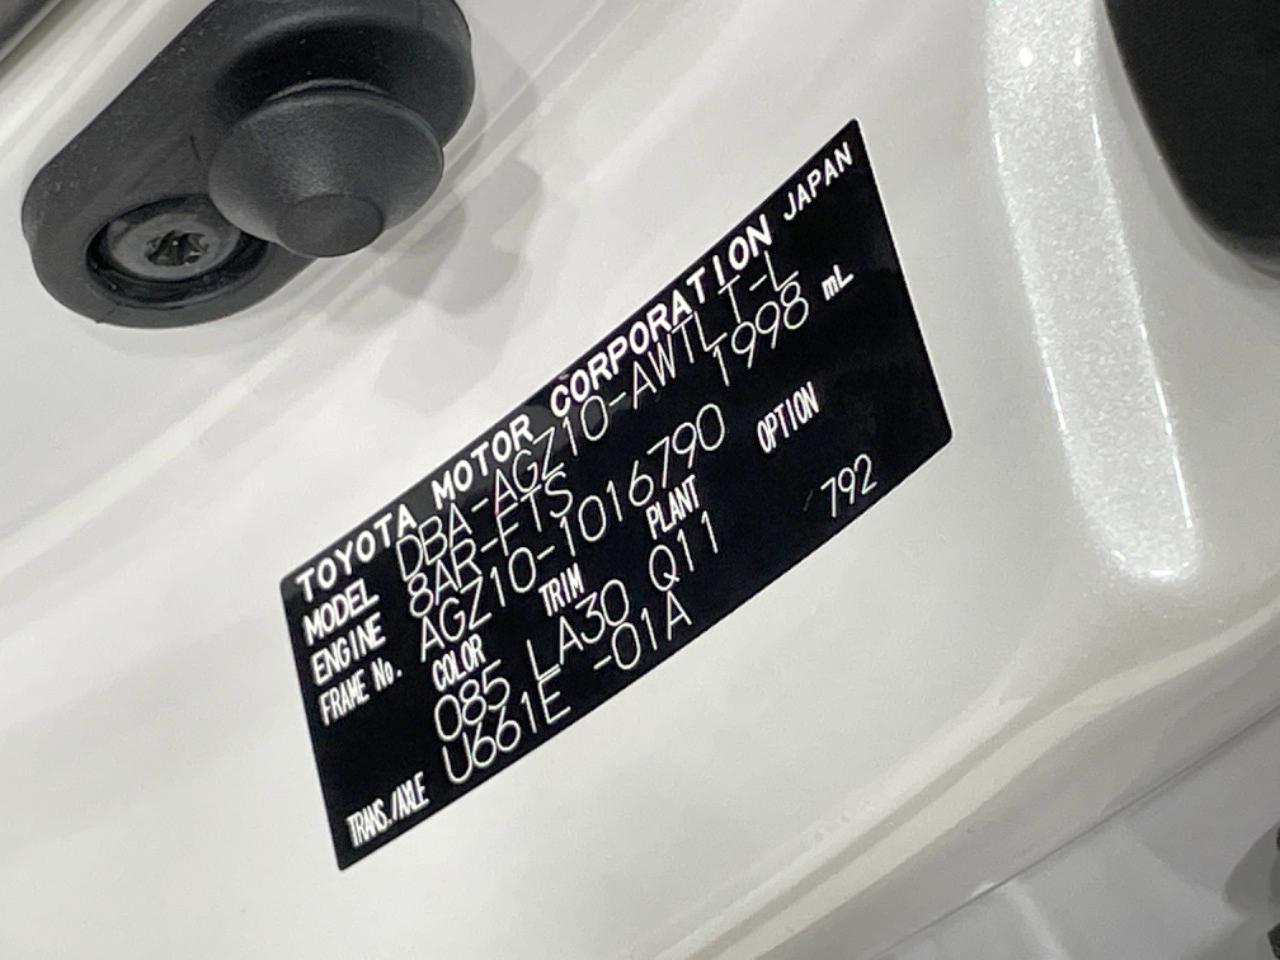 TOYOTA MOTOR CORPORATION JAPAN
MODEL DBA-AGZ10-AWTLT-L
ENGINE 8AR-FTS 1998 mL
FRAME No. AGZ10-1016790
COLOR TRIM PLANT OPTION
085 LA30 Q11 792
TRANS./AXLE U661E -01A